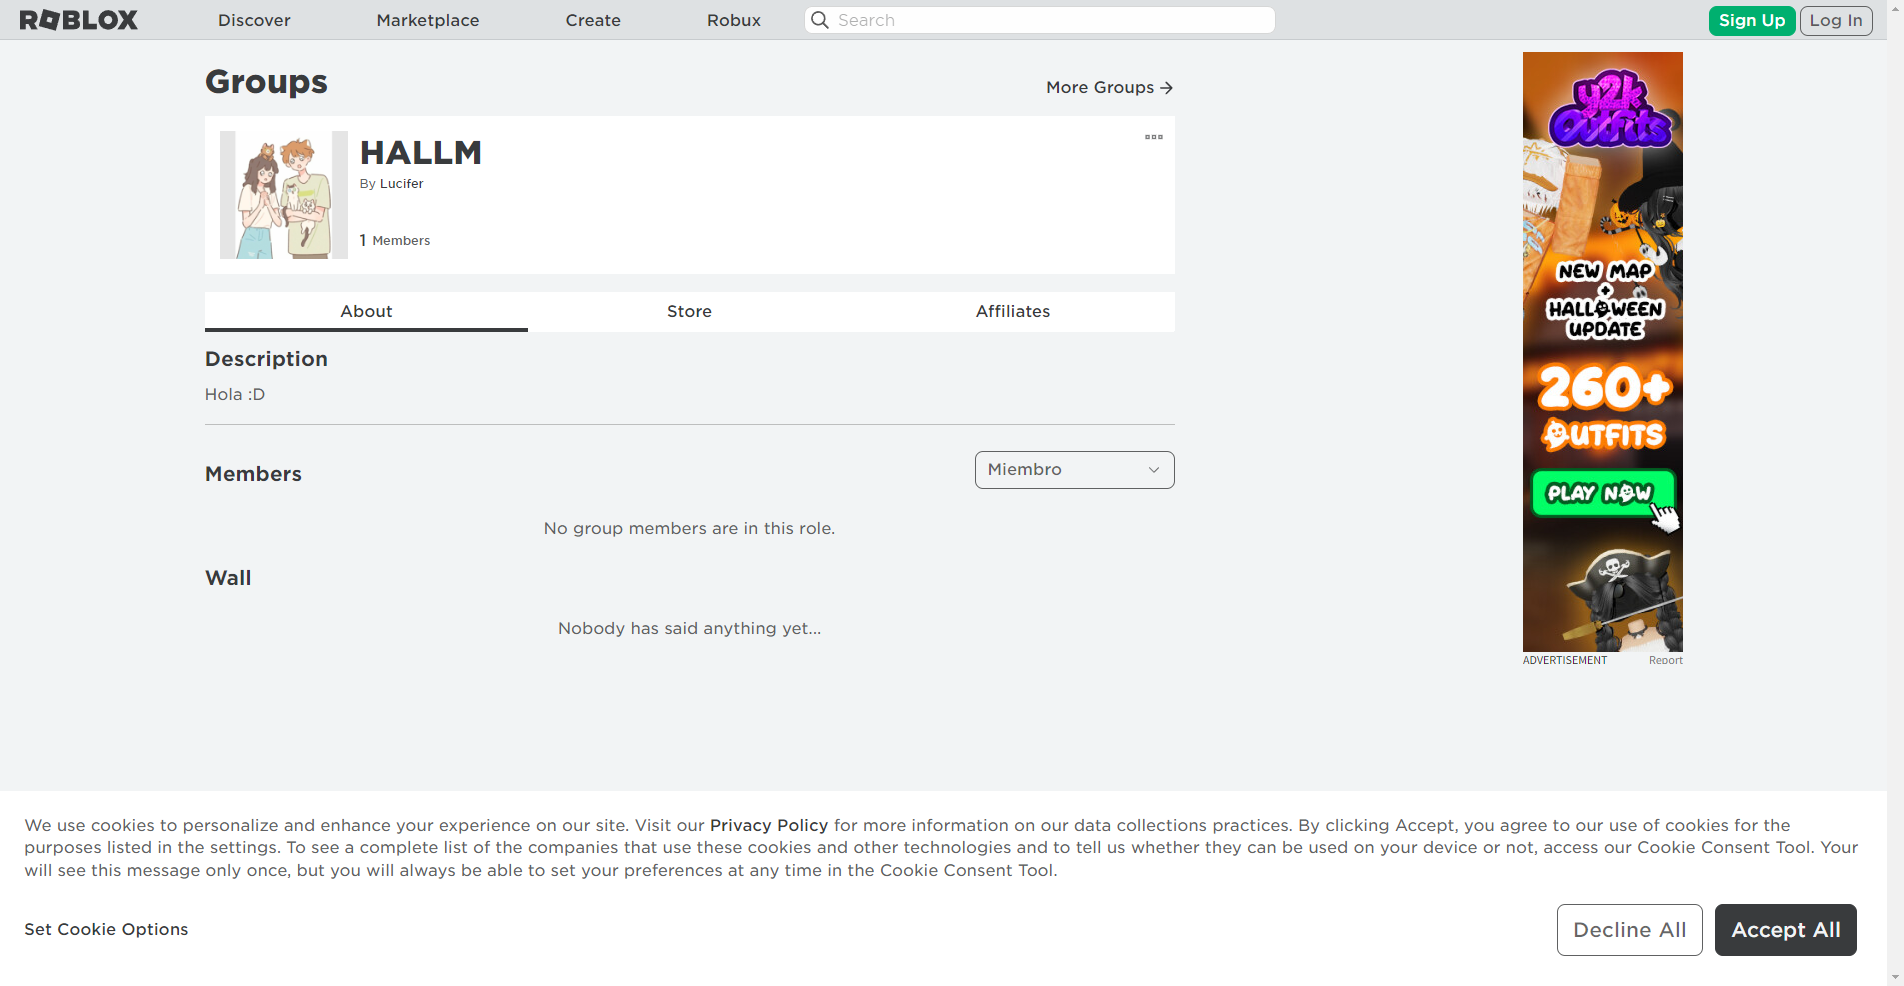 ROBLOX
Discover
Marketplace
Create
Robux
Search
Sign Up
Log In
Groups
More Groups →
HALLM
By Lucifer
1 Members
About
Store
Affiliates
Description
Hola :D
Members
Miembro
No group members are in this role.
Wall
Nobody has said anything yet...
y2k
Outfits
NEW MAP
+
HALLOWEEN
UPDATE
260+
OUTFITS
PLAY NOW
ADVERTISEMENT
Report
We use cookies to personalize and enhance your experience on our site. Visit our Privacy Policy for more information on our data collections practices. By clicking Accept, you agree to our use of cookies for the
purposes listed in the settings. To see a complete list of the companies that use these cookies and other technologies and to tell us whether they can be used on your device or not, access our Cookie Consent Tool. Your
will see this message only once, but you will always be able to set your preferences at any time in the Cookie Consent Tool.
Set Cookie Options
Decline All
Accept All